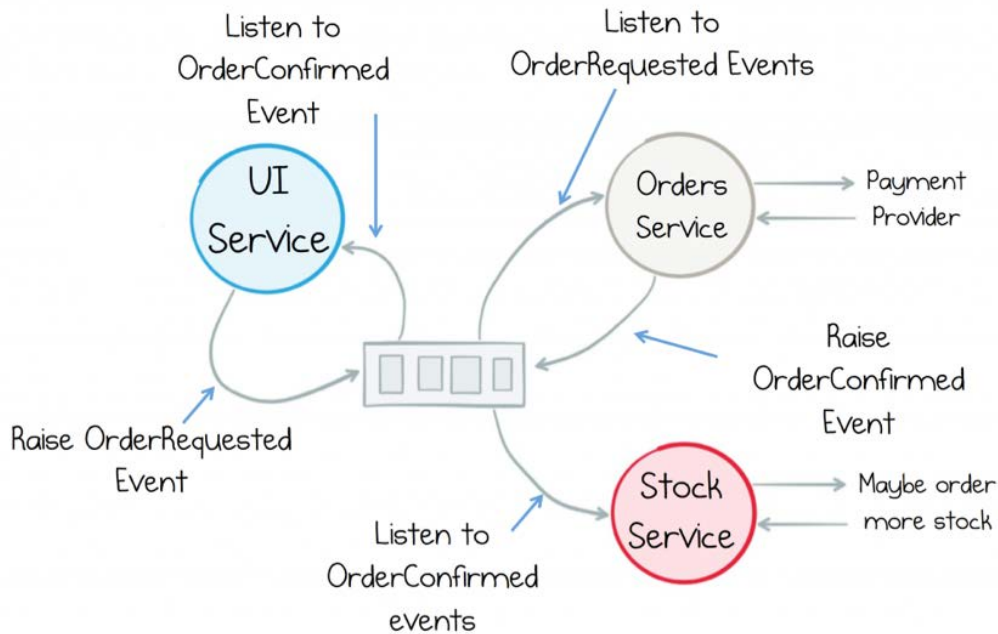 Listen to
OrderConfirmed
Event
Listen to
OrderRequested Events
UI
Service
Orders
Service
Payment
Provider
Raise
OrderConfirmed
Event
Raise OrderRequested
Event
Stock
Service
Maybe order
more stock
Listen to
OrderConfirmed
events